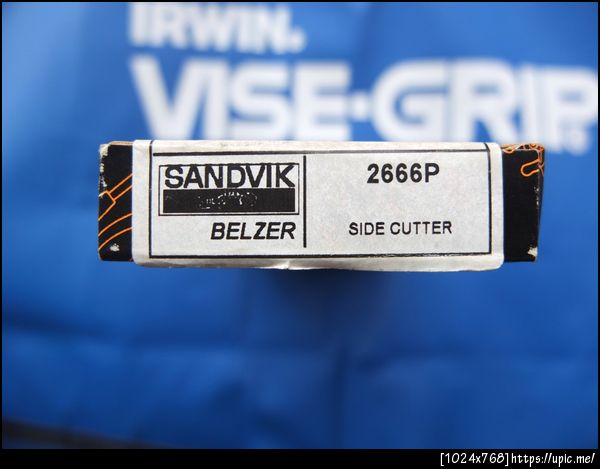 IRWIN.
VISE-GRIP®
SANDVIK
2666P
BELZER
SIDE CUTTER
[1024x768]https://upic.me/